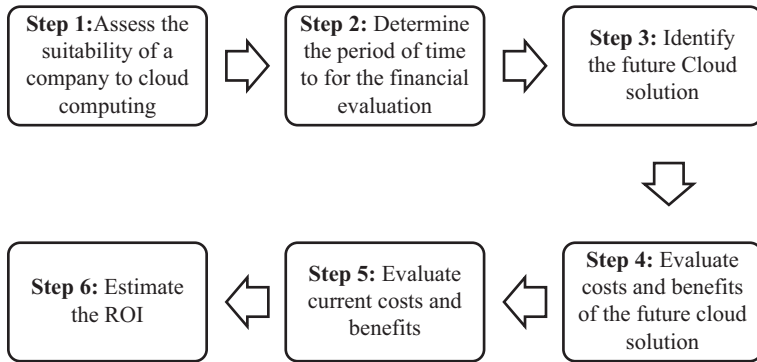 Step 1:Assess the
suitability of a
company to cloud
computing
Step 2: Determine
the period of time
to for the financial
evaluation
Step 3: Identify
the future Cloud
solution
Step 4: Evaluate
costs and benefits
of the future cloud
solution
Step 5: Evaluate
current costs and
benefits
Step 6: Estimate
the ROI